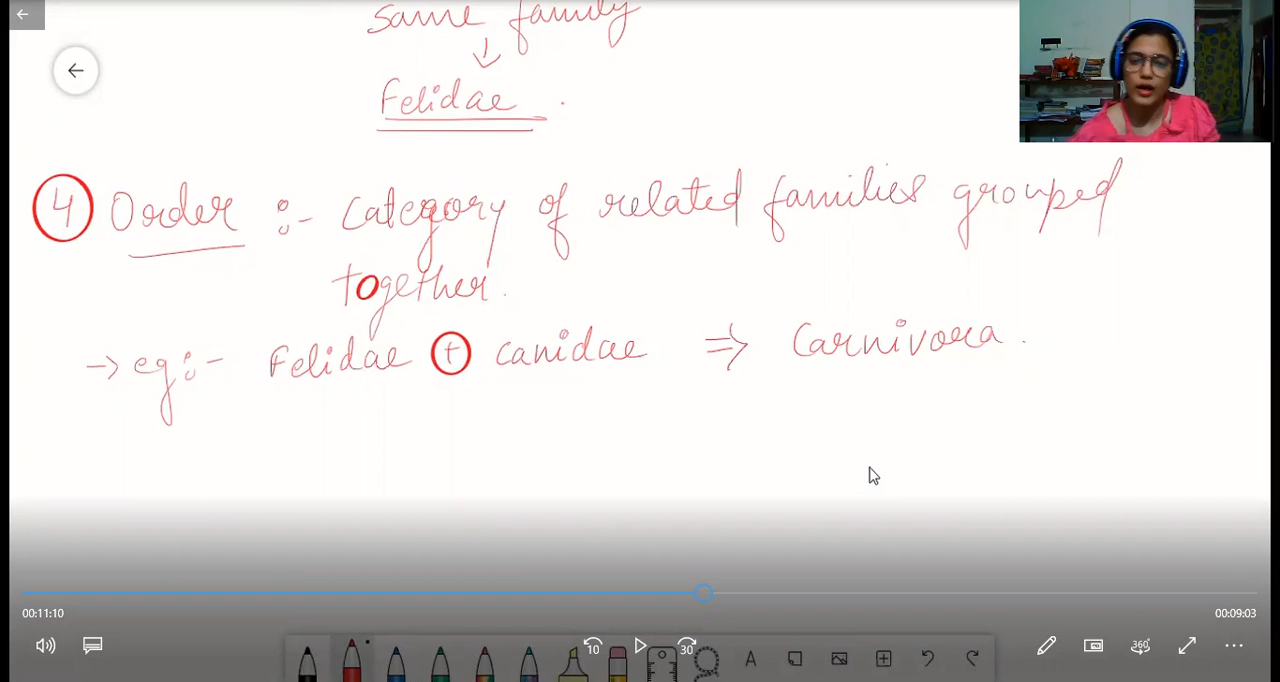 same family
Felidae .
4 Order :- Category of related families grouped
together.
→ eg:- Felidae + canidae ⇒ Carnivora.
00:11:10
00:09:03
10
30
A
360°